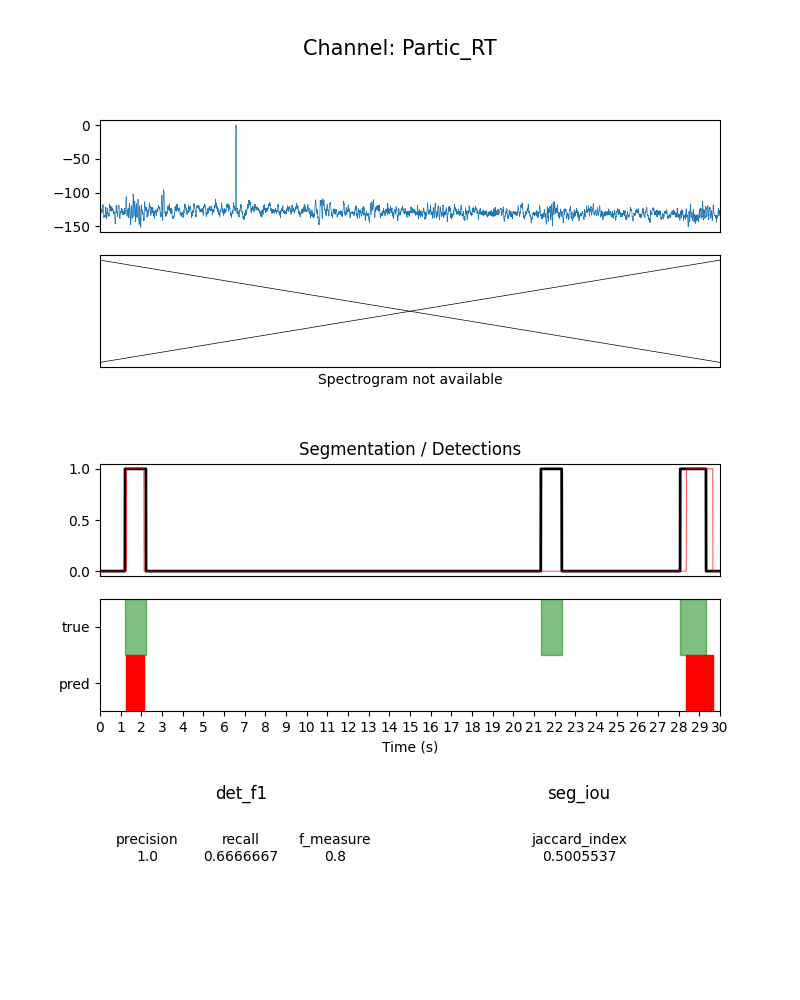 Channel: Partic_RT
0
−50
−100
−150
Spectrogram not available
Segmentation / Detections
1.0
0.5
0.0
true
pred
0 1 2 3 4 5 6 7 8 9 10 11 12 13 14 15 16 17 18 19 20 21 22 23 24 25 26 27 28 29 30
Time (s)
det_f1 seg_iou
precision recall f_measure jaccard_index
1.0 0.6666667 0.8 0.5005537